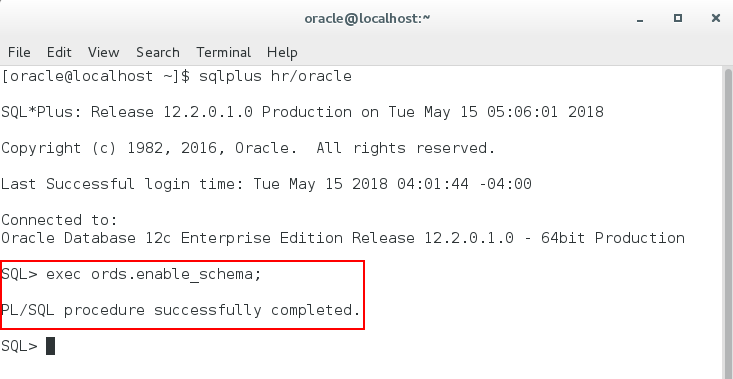 oracle@localhost:~
File Edit View Search Terminal Help
[oracle@localhost ~]$ sqlplus hr/oracle
SQL*Plus: Release 12.2.0.1.0 Production on Tue May 15 05:06:01 2018
Copyright (c) 1982, 2016, Oracle.  All rights reserved.
Last Successful login time: Tue May 15 2018 04:01:44 -04:00
Connected to:
Oracle Database 12c Enterprise Edition Release 12.2.0.1.0 - 64bit Production
SQL> exec ords.enable_schema;
PL/SQL procedure successfully completed.
SQL>